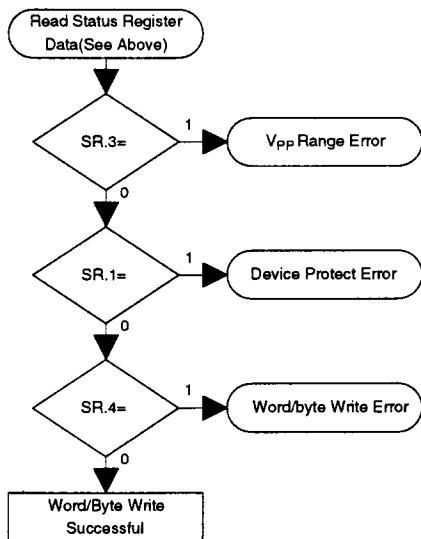 Read Status Register
Data(See Above)
SR.3=
1
VPP Range Error
0
SR.1=
1
Device Protect Error
0
SR.4=
1
Word/byte Write Error
0
Word/Byte Write
Successful